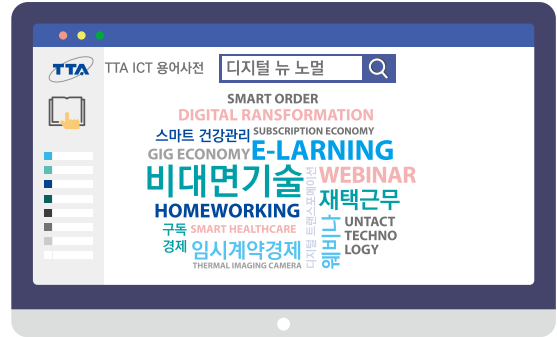 TTA
TTA ICT 용어사전
디지털 뉴 노멀
SMART ORDER
DIGITAL RANSFORMATION
스마트 건강관리
SUBSCRIPTION ECONOMY
GIG ECONOMY
E-LARNING
비대면기술
WEBINAR
재택근무
HOMEWORKING
디지털 트랜스포메이션
웨비나
UNTACT
TECHNO
LOGY
구독
경제
SMART HEALTHCARE
임시계약경제
THERMAL IMAGING CAMERA